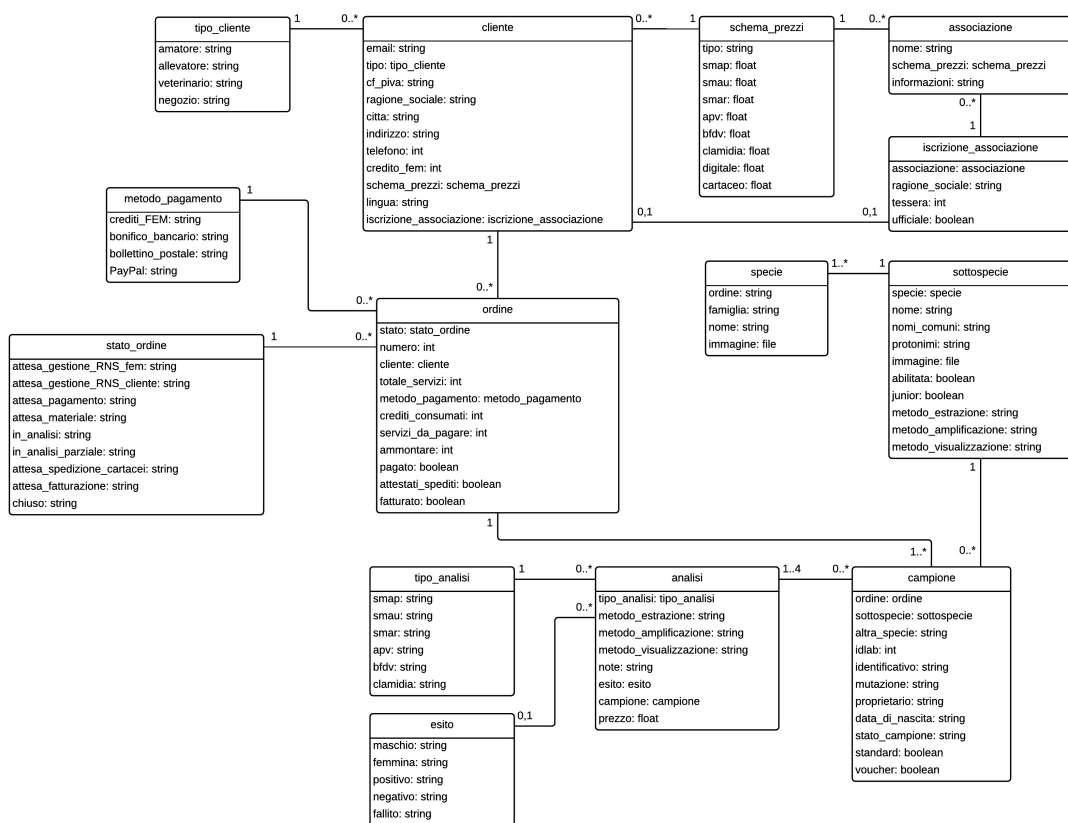 tipo_cliente
amatore: string
allevatore: string
veterinario: string
negozio: string
1
0..*
cliente
email: string
tipo: tipo_cliente
cf_piva: string
ragione_sociale: string
citta: string
indirizzo: string
telefono: int
credito_fem: int
schema_prezzi: schema_prezzi
lingua: string
iscrizione_associazione: iscrizione_associazione
0..*
1
schema_prezzi
tipo: string
smap: float
smau: float
smar: float
apv: float
bfdv: float
clamidia: float
digitale: float
cartaceo: float
1
0..*
associazione
nome: string
schema_prezzi: schema_prezzi
informazioni: string
0..*
1
iscrizione_associazione
associazione: associazione
ragione_sociale: string
tessera: int
ufficiale: boolean
0,1
0,1
metodo_pagamento
crediti_FEM: string
bonifico_bancario: string
bollettino_postale: string
PayPal: string
1
0..*
1
0..*
specie
ordine: string
famiglia: string
nome: string
immagine: file
1..*
1
sottospecie
specie: specie
nome: string
nomi_comuni: string
protonimi: string
immagine: file
abilitata: boolean
junior: boolean
metodo_estrazione: string
metodo_amplificazione: string
metodo_visualizzazione: string
stato_ordine
attesa_gestione_RNS_fem: string
attesa_gestione_RNS_cliente: string
attesa_pagamento: string
attesa_materiale: string
in_analisi: string
in_analisi_parziale: string
attesa_spedizione_cartacei: string
attesa_fatturazione: string
chiuso: string
1
0..*
ordine
stato: stato_ordine
numero: int
cliente: cliente
totale_servizi: int
metodo_pagamento: metodo_pagamento
crediti_consumati: int
servizi_da_pagare: int
ammontare: int
pagato: boolean
attestati_spediti: boolean
fatturato: boolean
1
1..*
1
0..*
tipo_analisi
smap: string
smau: string
smar: string
apv: string
bfdv: string
clamidia: string
1
0..*
analisi
tipo_analisi: tipo_analisi
metodo_estrazione: string
metodo_amplificazione: string
metodo_visualizzazione: string
note: string
esito: esito
campione: campione
prezzo: float
1..4
0..*
campione
ordine: ordine
sottospecie: sottospecie
altra_specie: string
idlab: int
identificativo: string
mutazione: string
proprietario: string
data_di_nascita: string
stato_campione: string
standard: boolean
voucher: boolean
0..*
0,1
esito
maschio: string
femmina: string
positivo: string
negativo: string
fallito: string